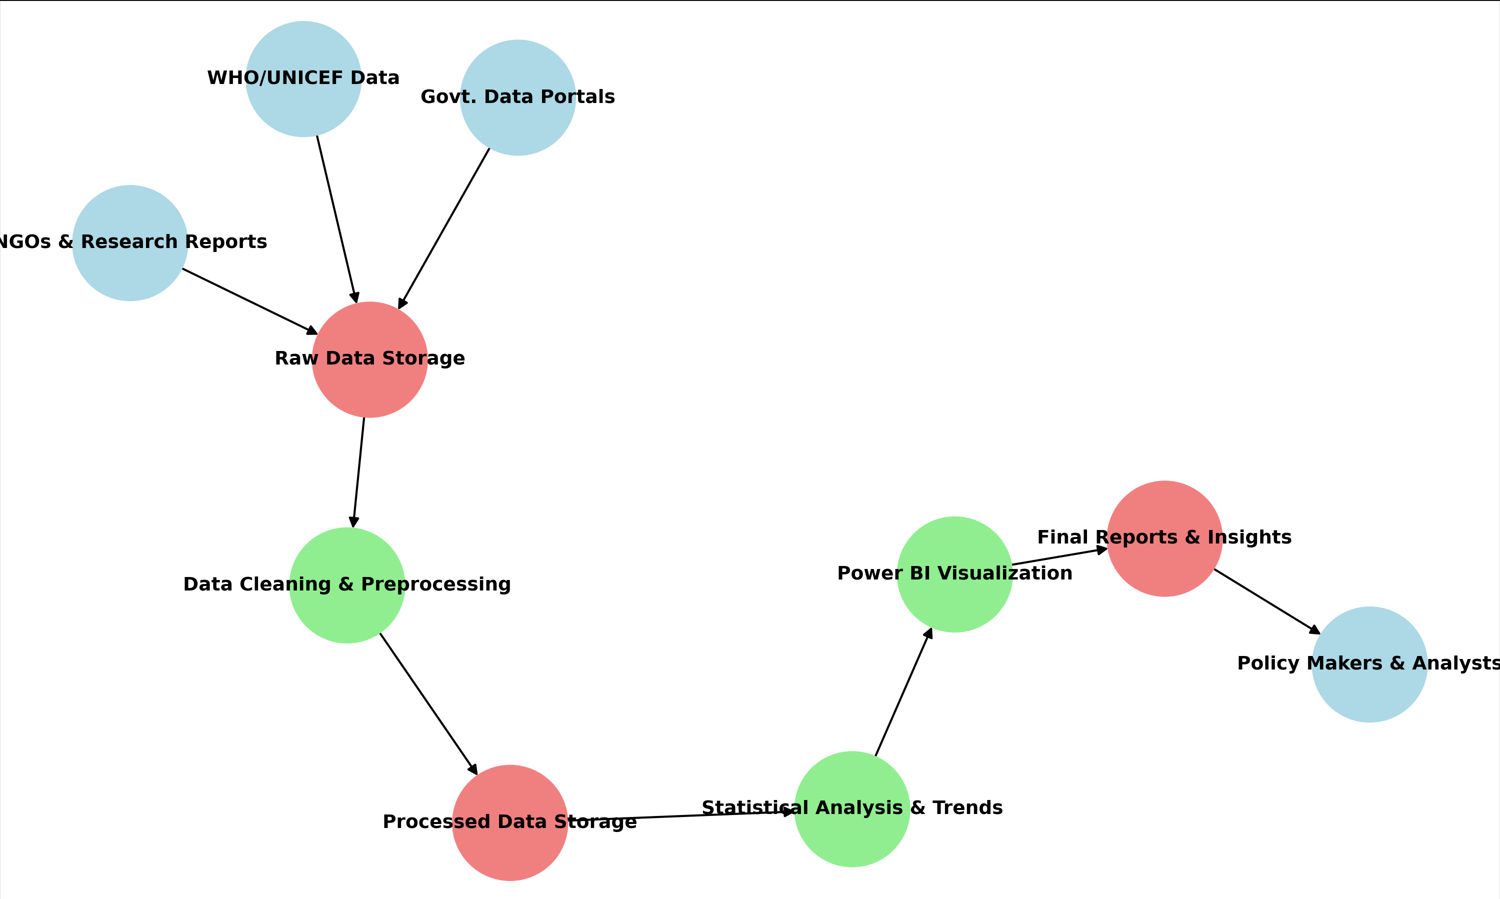 WHO/UNICEF Data
Govt. Data Portals
NGOs & Research Reports
Raw Data Storage
Data Cleaning & Preprocessing
Processed Data Storage
Statistical Analysis & Trends
Power BI Visualization
Final Reports & Insights
Policy Makers & Analysts